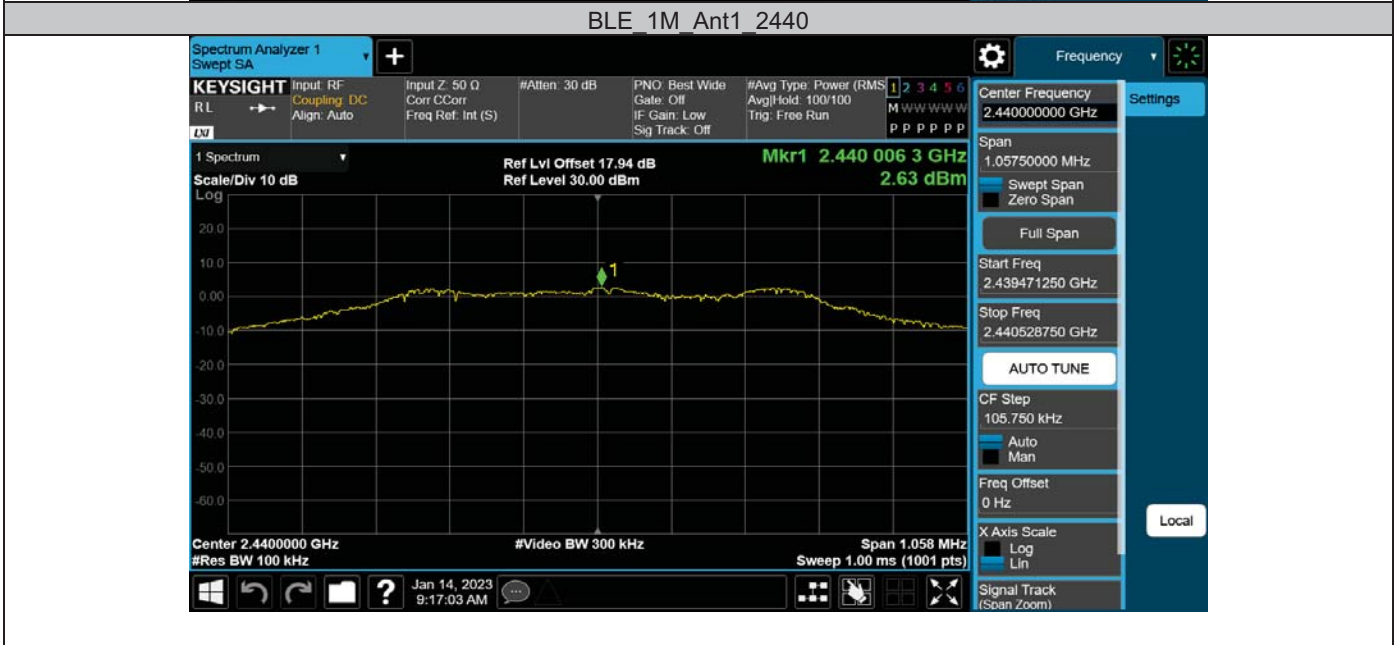 BLE_1M_Ant1_2440
Spectrum Analyzer 1
Swept SA
+
Frequency
KEYSIGHT
RL
LXI
Input: RF
Coupling: DC
Align: Auto
Input Z: 50 Ω
Corr CCorr
Freq Ref: Int (S)
#Atten: 30 dB
PNO: Best Wide
Gate: Off
IF Gain: Low
Sig Track: Off
#Avg Type: Power (RMS
Avg|Hold: 100/100
Trig: Free Run
1 2 3 4 5 6
M W W W W W
P P P P P P
1 Spectrum
Scale/Div 10 dB
Log
Ref Lvl Offset 17.94 dB
Ref Level 30.00 dBm
Mkr1 2.440 006 3 GHz
2.63 dBm
20.0
10.0
0.00
-10.0
-20.0
-30.0
-40.0
-50.0
-60.0
1
Center 2.4400000 GHz
#Res BW 100 kHz
#Video BW 300 kHz
Span 1.058 MHz
Sweep 1.00 ms (1001 pts)
?
Jan 14, 2023
9:17:03 AM
Center Frequency
2.440000000 GHz
Span
1.05750000 MHz
Swept Span
Zero Span
Full Span
Start Freq
2.439471250 GHz
Stop Freq
2.440528750 GHz
AUTO TUNE
CF Step
105.750 kHz
Auto
Man
Freq Offset
0 Hz
X Axis Scale
Log
Lin
Signal Track
(Span Zoom)
Settings
Local